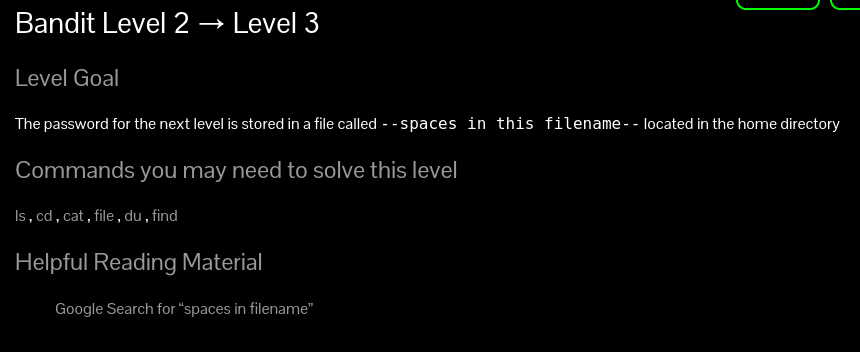 Bandit Level 2 → Level 3
Level Goal
The password for the next level is stored in a file called --spaces in this filename-- located in the home directory
Commands you may need to solve this level
ls , cd , cat , file , du , find
Helpful Reading Material
Google Search for “spaces in filename”